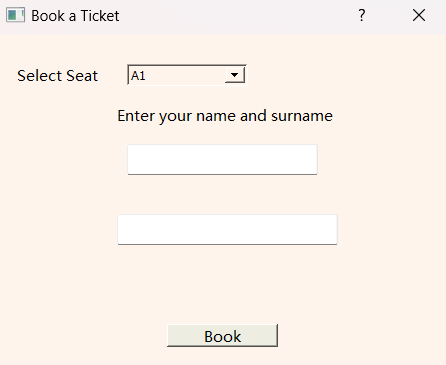 Book a Ticket
Select Seat A1
Enter your name and surname
Book